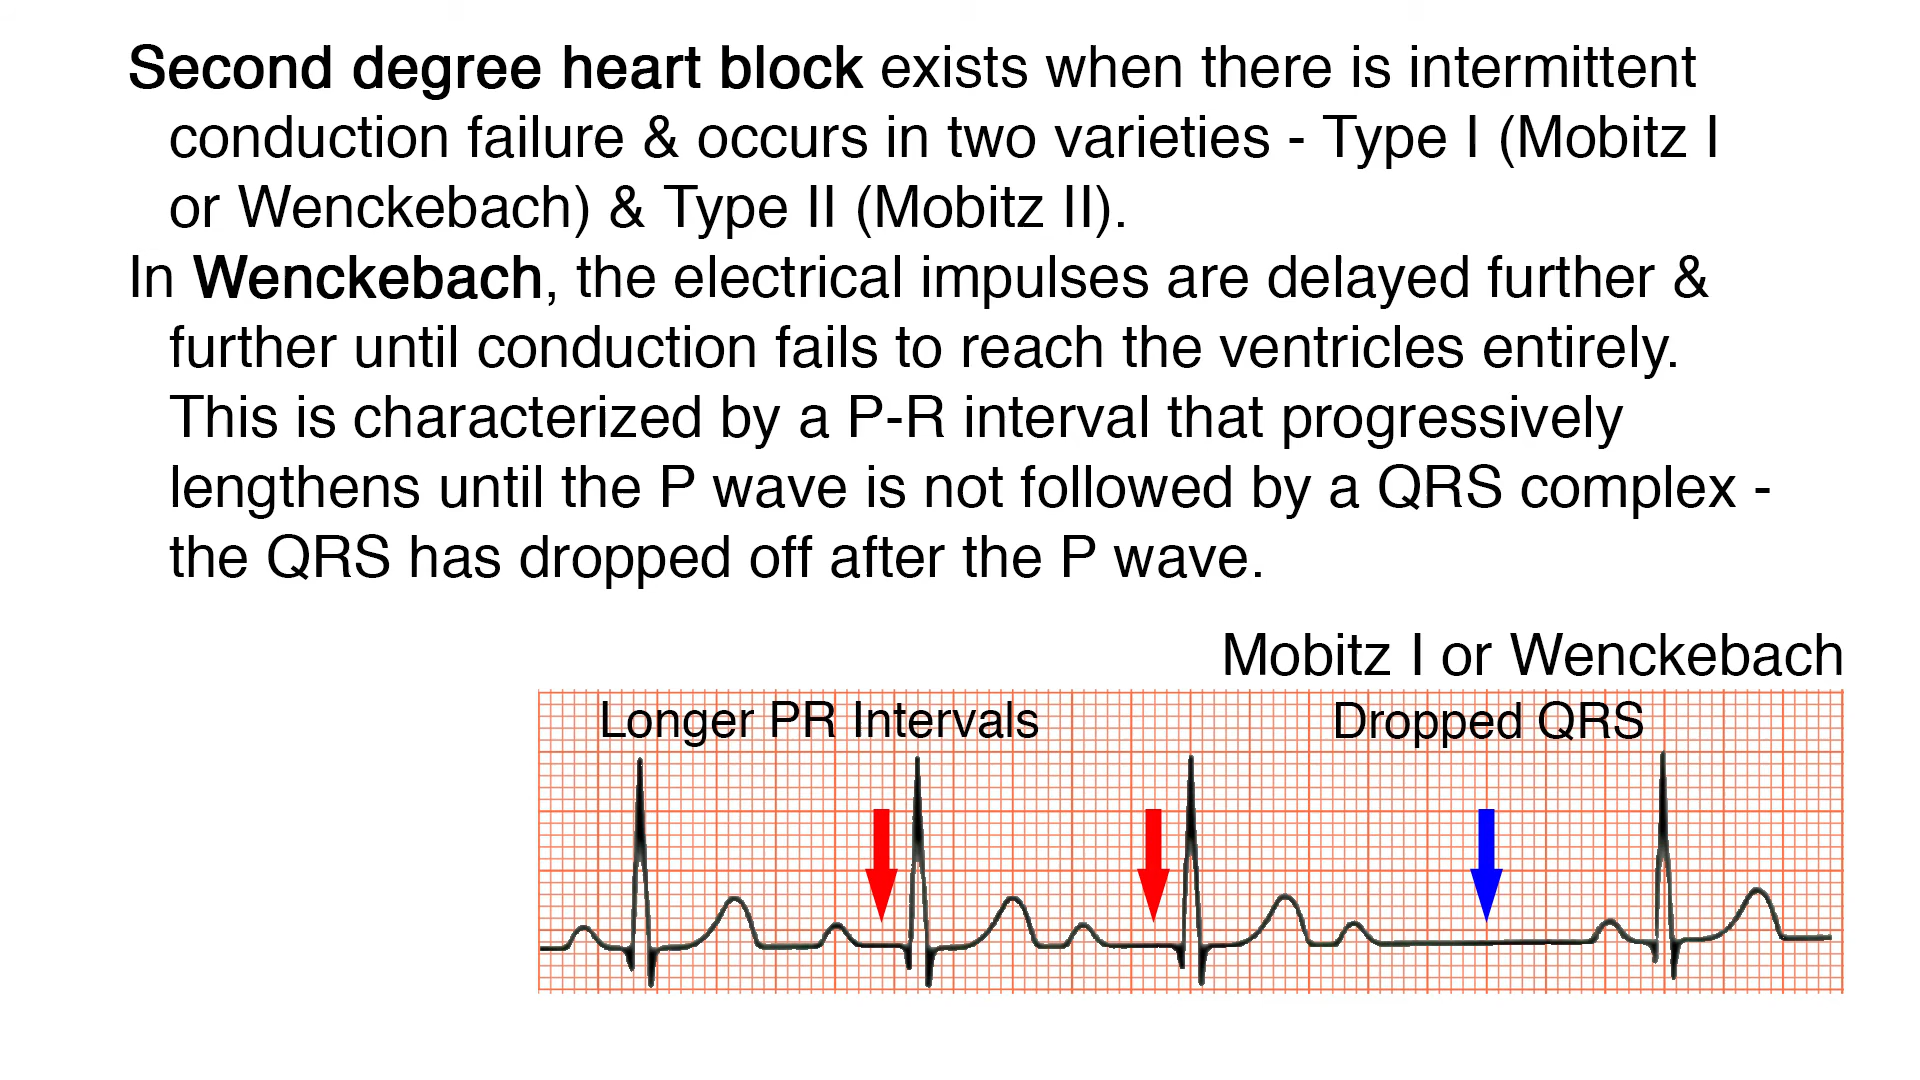 Second degree heart block exists when there is intermittent
conduction failure & occurs in two varieties - Type I (Mobitz I
or Wenckebach) & Type II (Mobitz II).
In Wenckebach, the electrical impulses are delayed further &
further until conduction fails to reach the ventricles entirely.
This is characterized by a P-R interval that progressively
lengthens until the P wave is not followed by a QRS complex -
the QRS has dropped off after the P wave.
Mobitz I or Wenckebach
Longer PR Intervals
Dropped QRS